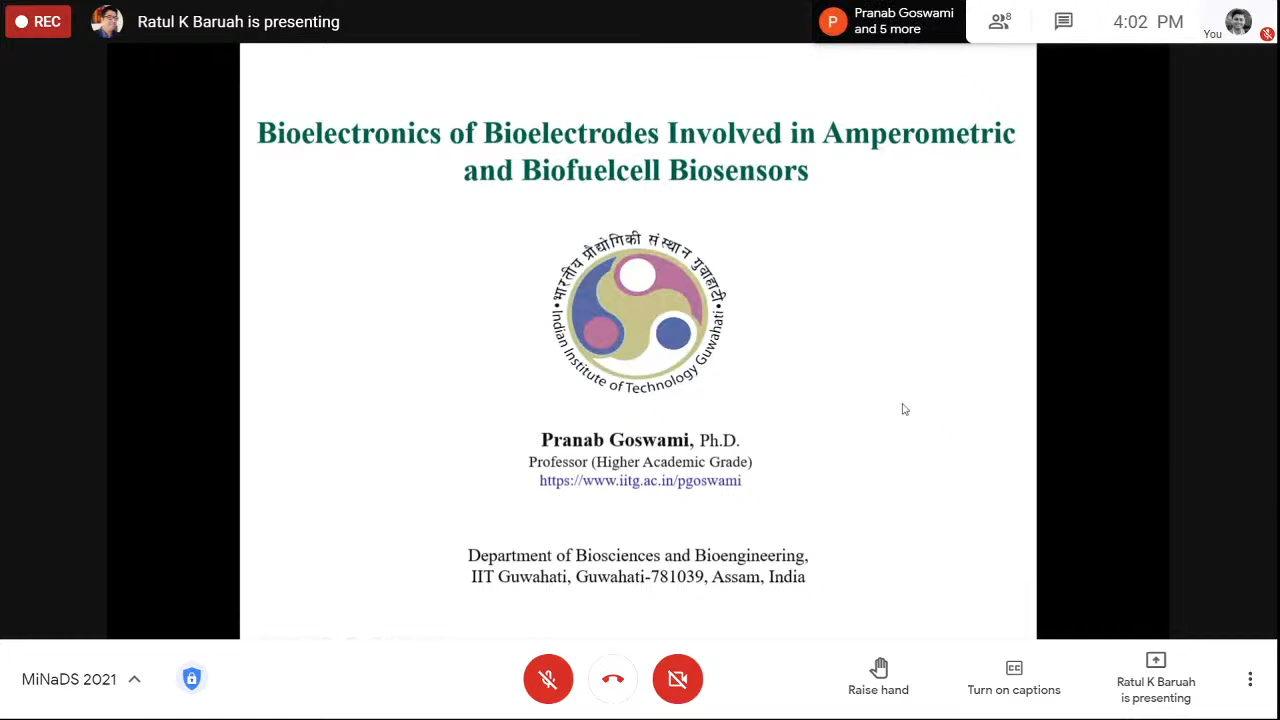 REC
Ratul K Baruah is presenting
P
Pranab Goswami
and 5 more
8
4:02 PM
You
Bioelectronics of Bioelectrodes Involved in Amperometric
and Biofuelcell Biosensors
भारतीय प्रौद्योगिकी संस्थान गुवाहाटी
Indian Institute of Technology Guwahati
Pranab Goswami, Ph.D.
Professor (Higher Academic Grade)
https://www.iitg.ac.in/pgoswami
Department of Biosciences and Bioengineering,
IIT Guwahati, Guwahati-781039, Assam, India
MiNaDS 2021
Raise hand
CC
Turn on captions
Ratul K Baruah
is presenting